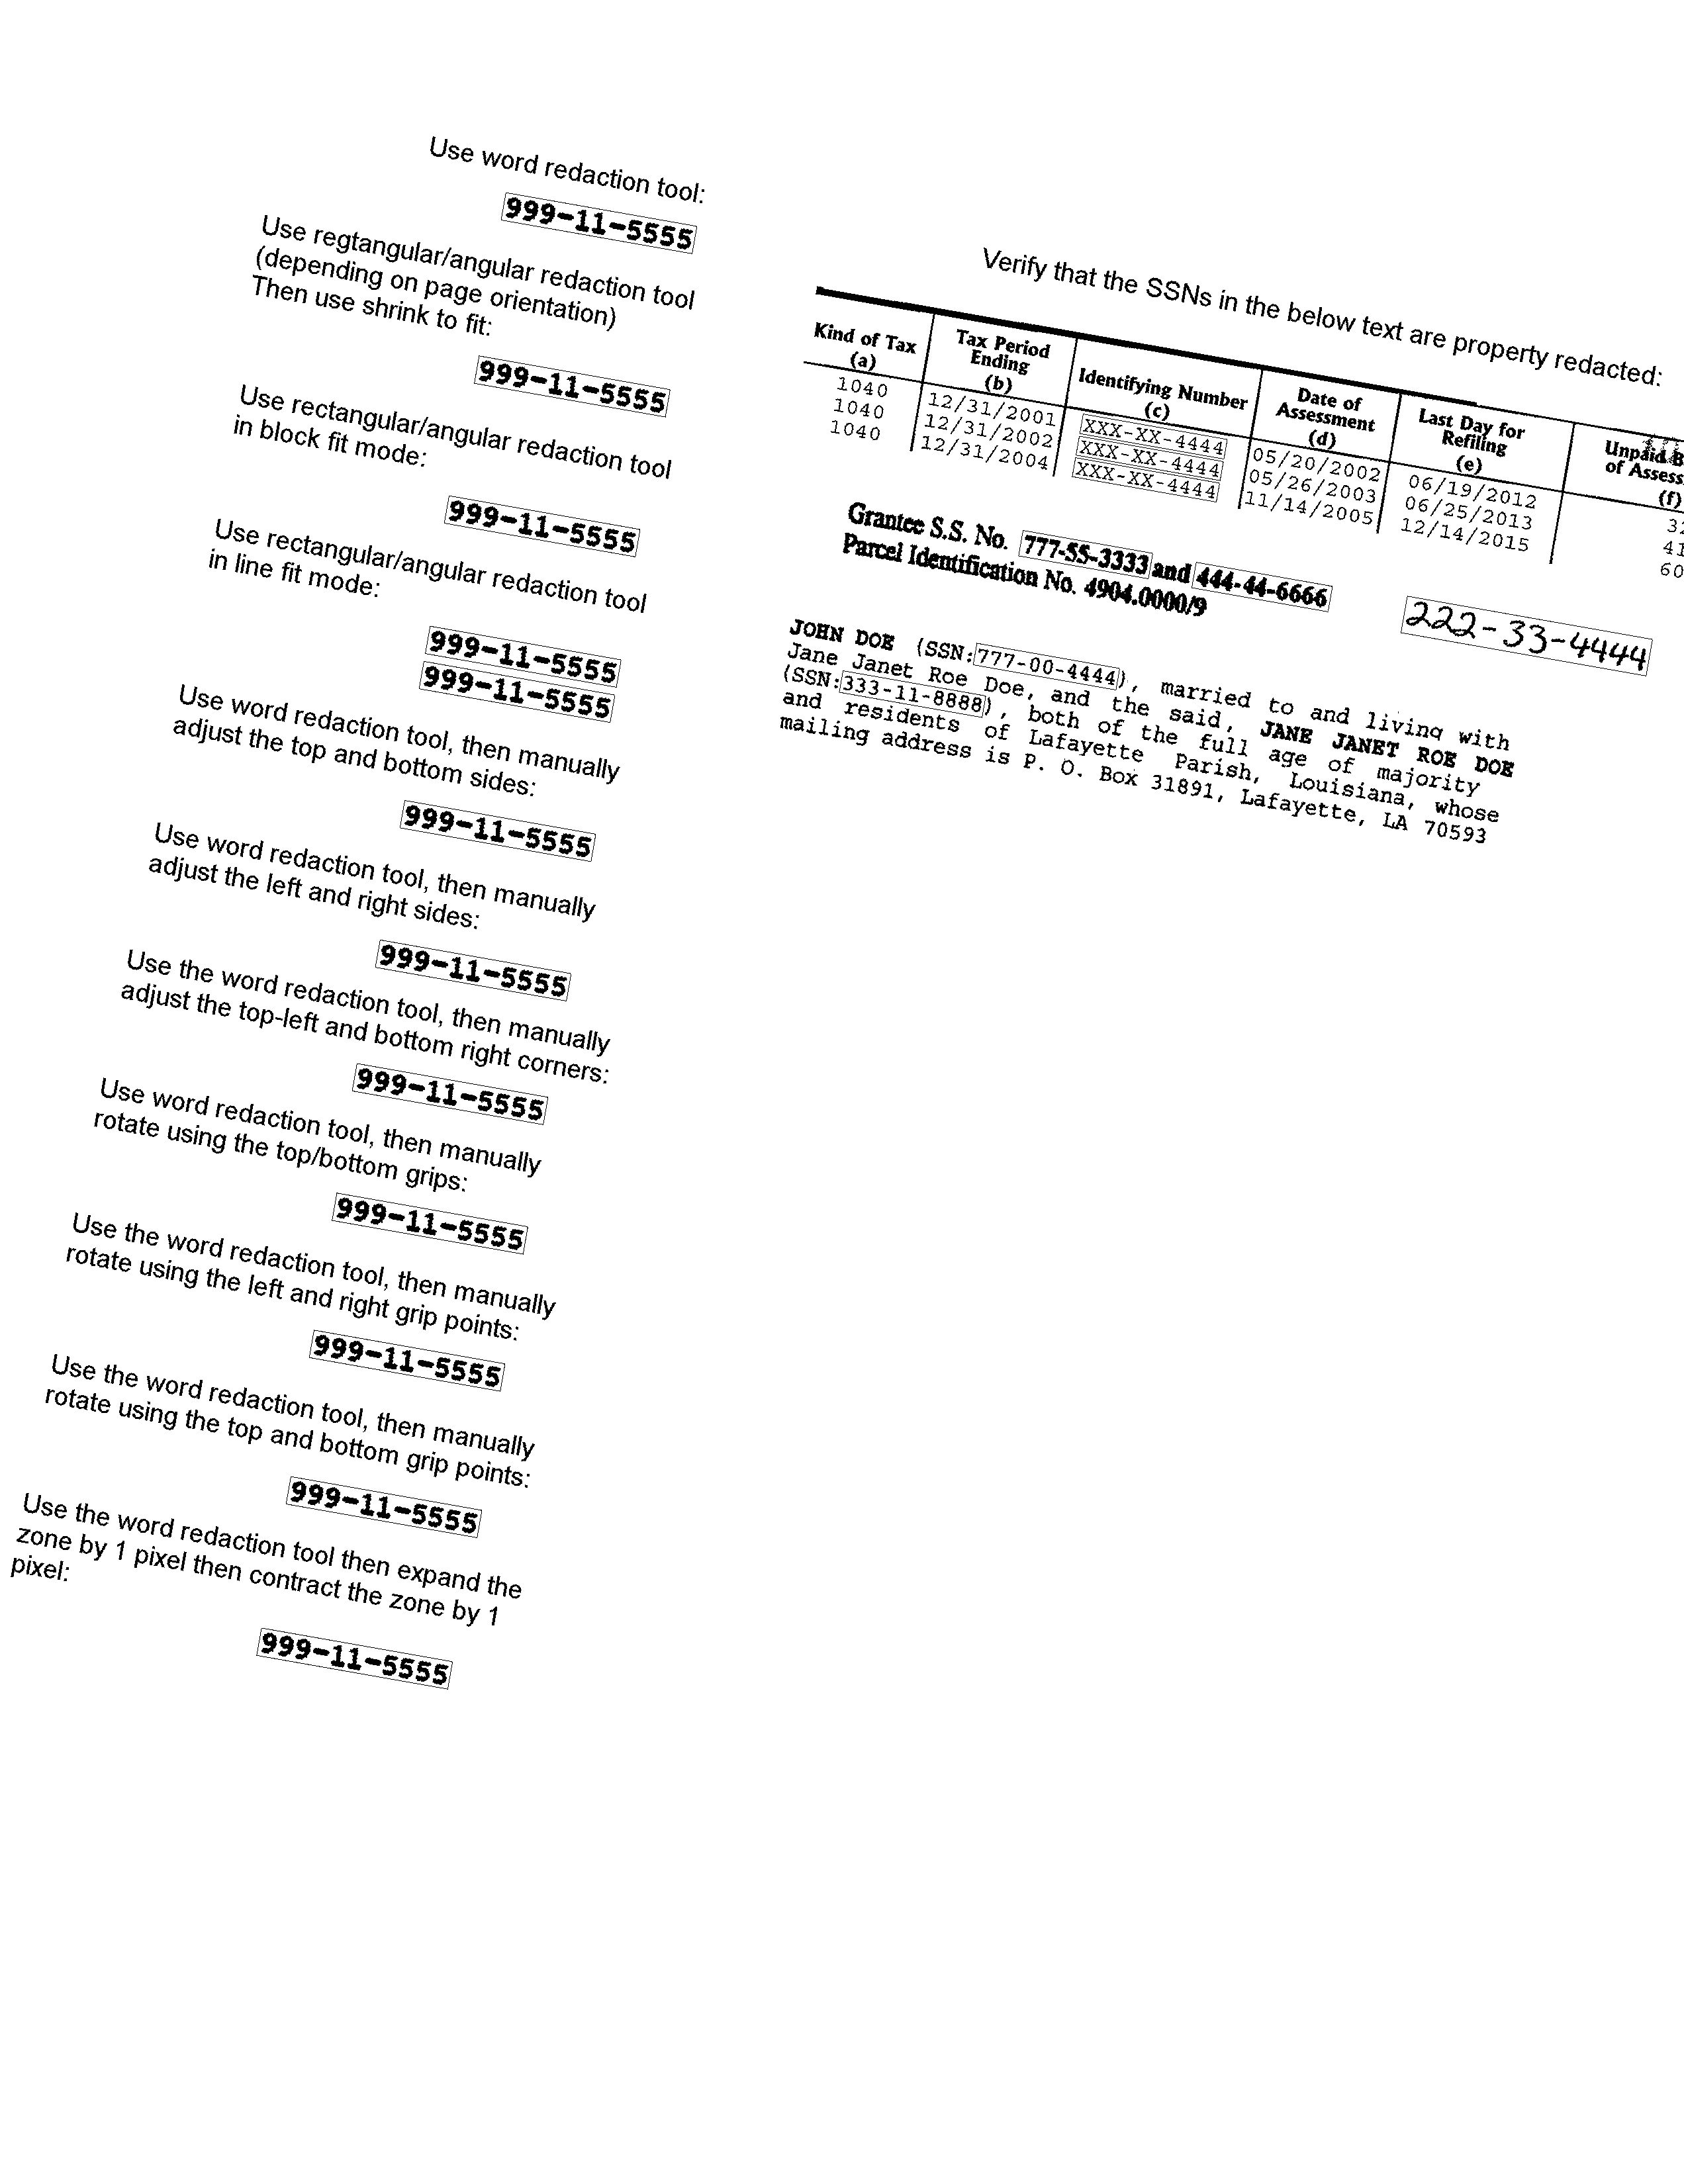 Use word redaction tool:
999-11-5555
Use regtangular/angular redaction tool
(depending on page orientation)
Then use shrink to fit:
999-11-5555
Use rectangular/angular redaction tool
in block fit mode:
999-11-5555
Use rectangular/angular redaction tool
in line fit mode:
999-11-5555
999-11-5555
Use word redaction tool, then manually
adjust the top and bottom sides:
999-11-5555
Use word redaction tool, then manually
adjust the left and right sides:
999-11-5555
Use the word redaction tool, then manually
adjust the top-left and bottom right corners:
999-11-5555
Use word redaction tool, then manually
rotate using the top/bottom grips:
999-11-5555
Use the word redaction tool, then manually
rotate using the left and right grip points:
999-11-5555
Use the word redaction tool, then manually
rotate using the top and bottom grip points:
999-11-5555
Use the word redaction tool then expand the
zone by 1 pixel then contract the zone by 1
pixel:
999-11-5555
Verify that the SSNs in the below text are property redacted:
Kind of Tax (a) Tax Period Ending (b) Identifying Number (c) Date of Assessment (d) Last Day for Refiling (e) Unpaid B of Assess (f)
1040 12/31/2001 XXX-XX-4444 05/20/2002 06/19/2012 32
1040 12/31/2002 XXX-XX-4444 05/26/2003 06/25/2013 41
1040 12/31/2004 XXX-XX-4444 11/14/2005 12/14/2015 60
Grantee S.S. No. 777-55-3333 and 444-44-6666
Parcel Identification No. 4904.0000/9
222-33-4444
JOHN DOE (SSN:777-00-4444), married to and living with
Jane Janet Roe Doe, and the said, JANE JANET ROE DOE
(SSN:333-11-8888), both of the full age of majority
and residents of Lafayette Parish, Louisiana, whose
mailing address is P. O. Box 31891, Lafayette, LA 70593